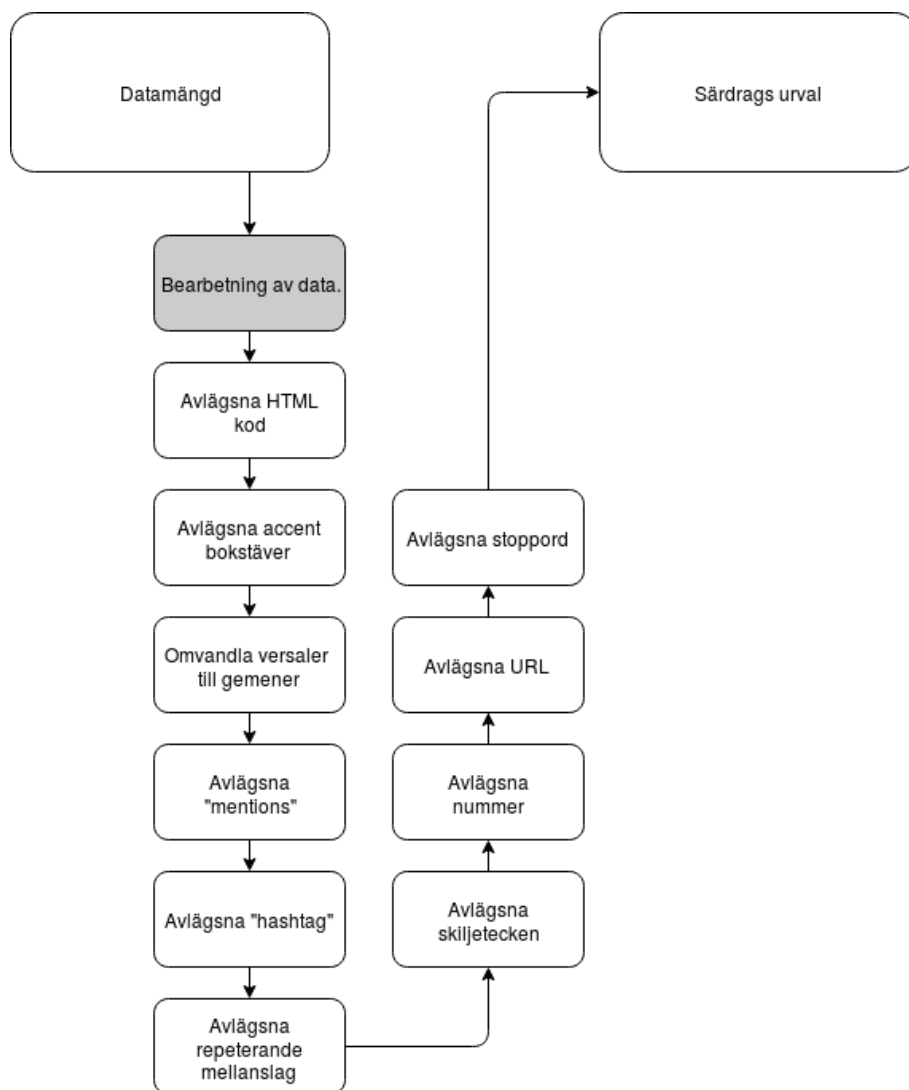 Datamängd
Särdrags urval
Bearbetning av data.
Avlägsna HTML
kod
Avlägsna accent
bokstäver
Omvandla versaler
till gemener
Avlägsna
"mentions"
Avlägsna "hashtag"
Avlägsna
repeterande
mellanslag
Avlägsna
skiljetecken
Avlägsna
nummer
Avlägsna URL
Avlägsna stoppord